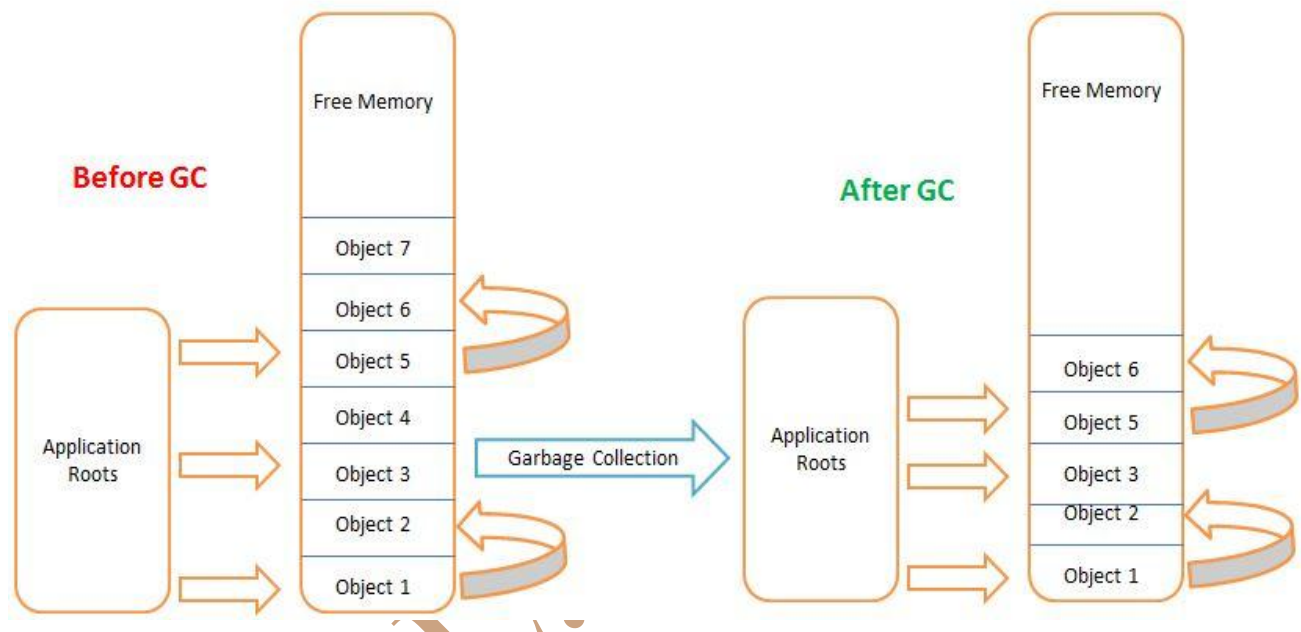 Before GC
Application
Roots
Free Memory
Object 7
Object 6
Object 5
Object 4
Object 3
Object 2
Object 1
Garbage Collection
After GC
Application
Roots
Free Memory
Object 6
Object 5
Object 3
Object 2
Object 1